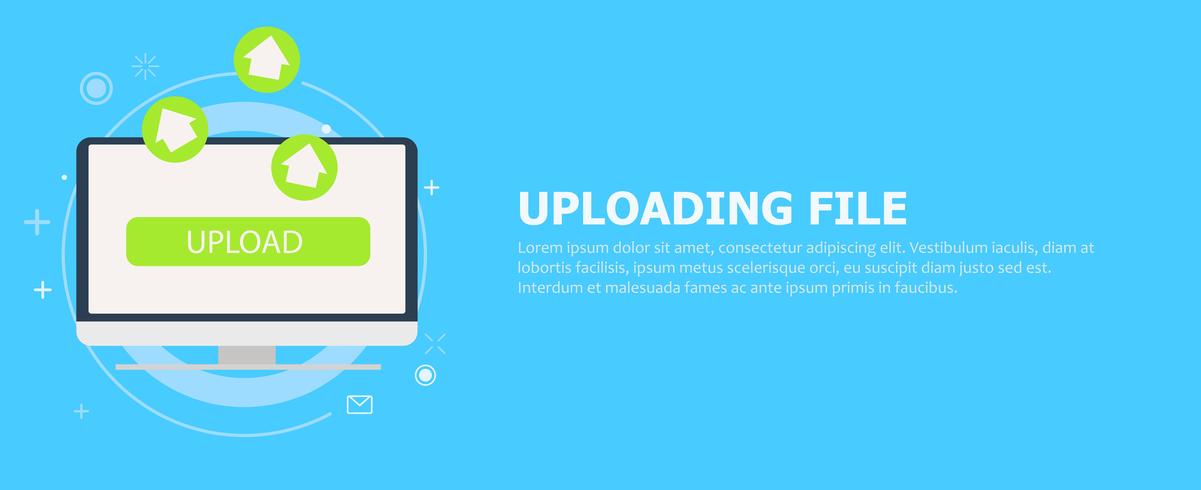 UPLOAD
UPLOADING FILE
Lorem ipsum dolor sit amet, consectetur adipiscing elit. Vestibulum iaculis, diam at
lobortis facilisis, ipsum metus scelerisque orci, eu suscipit diam justo sed est.
Interdum et malesuada fames ac ante ipsum primis in faucibus.